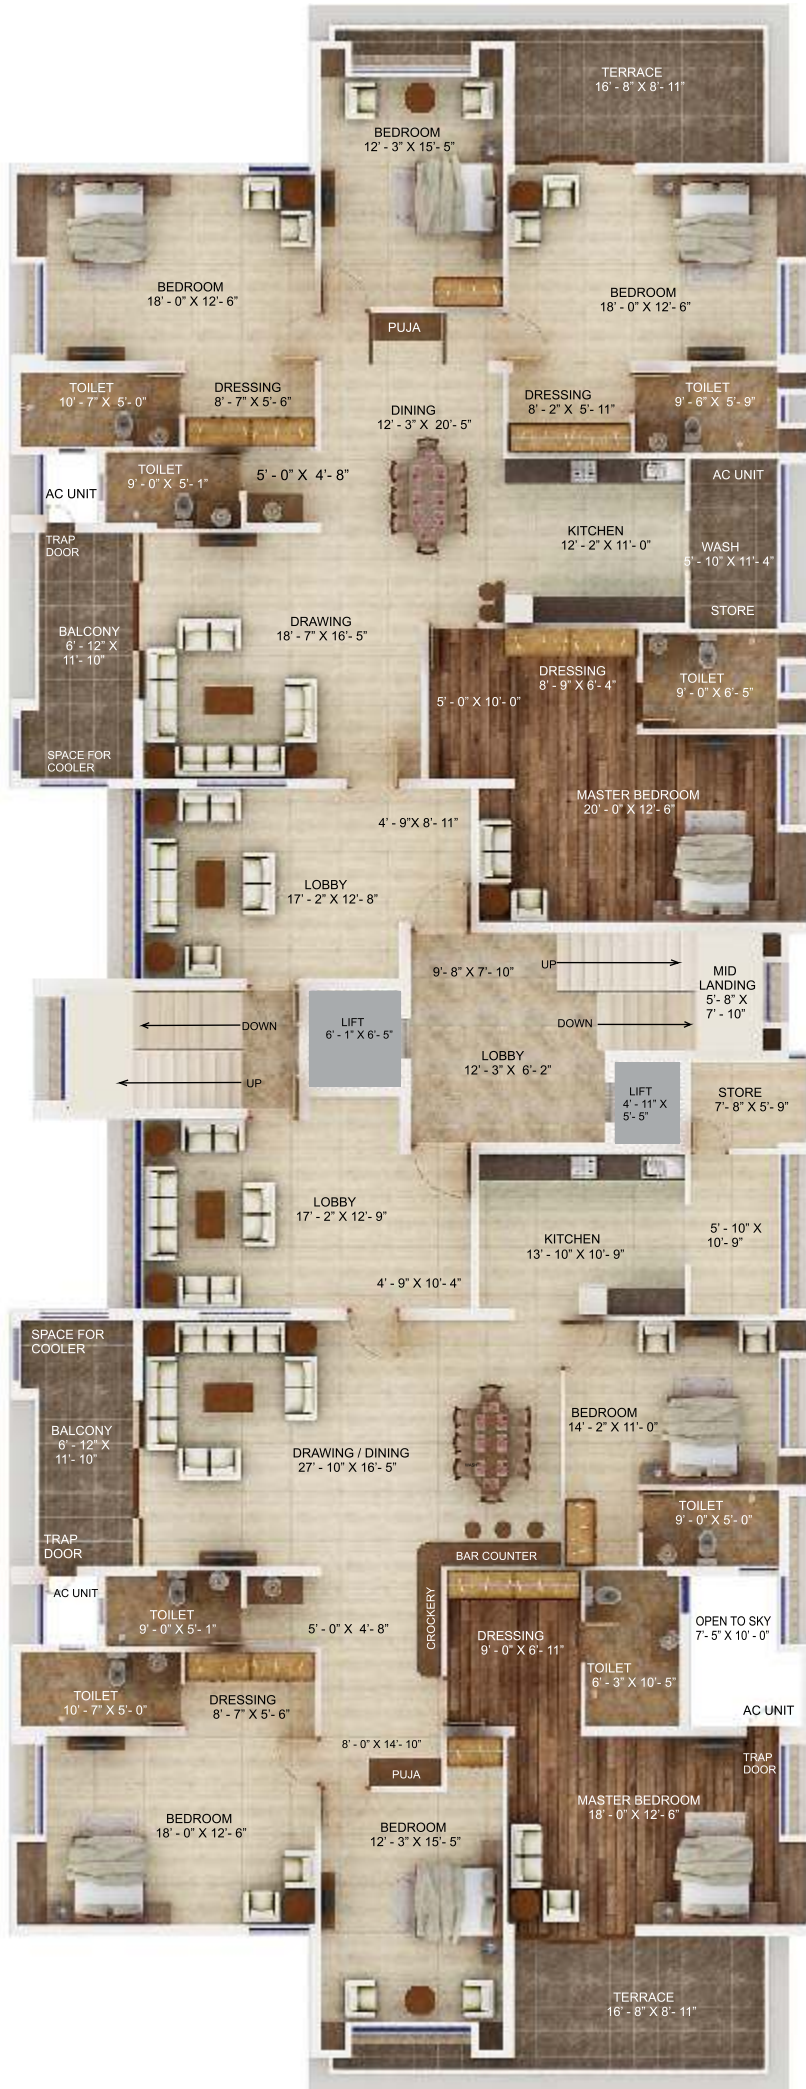 TERRACE
16' - 8" X 8'- 11"
BEDROOM
12' - 3" X 15'- 5"
BEDROOM
18' - 0" X 12'- 6"
BEDROOM
18' - 0" X 12'- 6"
PUJA
TOILET
10' - 7" X 5'- 0"
DRESSING
8' - 7" X 5'- 6"
DINING
12' - 3" X 20'- 5"
DRESSING
8' - 2" X 5'- 11"
TOILET
9' - 6" X 5'- 9"
TOILET
9' - 0" X 5'- 1"
5' - 0" X 4'- 8"
AC UNIT
AC UNIT
TRAP
DOOR
KITCHEN
12' - 2" X 11'- 0"
WASH
5' - 10" X 11'- 4"
STORE
BALCONY
6' - 12" X
11'- 10"
DRAWING
18' - 7" X 16'- 5"
DRESSING
8' - 9" X 6'- 4"
TOILET
9' - 0" X 6'- 5"
5' - 0" X 10'- 0"
SPACE FOR
COOLER
MASTER BEDROOM
20' - 0" X 12'- 6"
4' - 9"X 8'- 11"
LOBBY
17' - 2" X 12'- 8"
9'- 8" X 7'- 10"
UP
MID
LANDING
5'- 8" X
7' - 10"
DOWN
LIFT
6' - 1" X 6'- 5"
DOWN
LOBBY
12' - 3" X 6'- 2"
UP
LIFT
4' - 11" X
5'- 5"
STORE
7'- 8" X 5'- 9"
LOBBY
17' - 2" X 12'- 9"
5' - 10" X
10'- 9"
KITCHEN
13' - 10" X 10'- 9"
4' - 9" X 10'- 4"
SPACE FOR
COOLER
BALCONY
6' - 12" X
11'- 10"
BEDROOM
14' - 2" X 11'- 0"
DRAWING / DINING
27' - 10" X 16'- 5"
TOILET
9' - 0" X 5'- 0"
TRAP
DOOR
BAR COUNTER
AC UNIT
CROCKERY
TOILET
9' - 0" X 5'- 1"
5' - 0" X 4'- 8"
DRESSING
9' - 0" X 6'- 11"
OPEN TO SKY
7'- 5" X 10' - 0"
TOILET
6' - 3" X 10'- 5"
TOILET
10' - 7" X 5'- 0"
DRESSING
8' - 7" X 5'- 6"
AC UNIT
8' - 0" X 14'- 10"
TRAP
DOOR
PUJA
MASTER BEDROOM
18' - 0" X 12'- 6"
BEDROOM
18' - 0" X 12'- 6"
BEDROOM
12' - 3" X 15'- 5"
TERRACE
16' - 8" X 8'- 11"